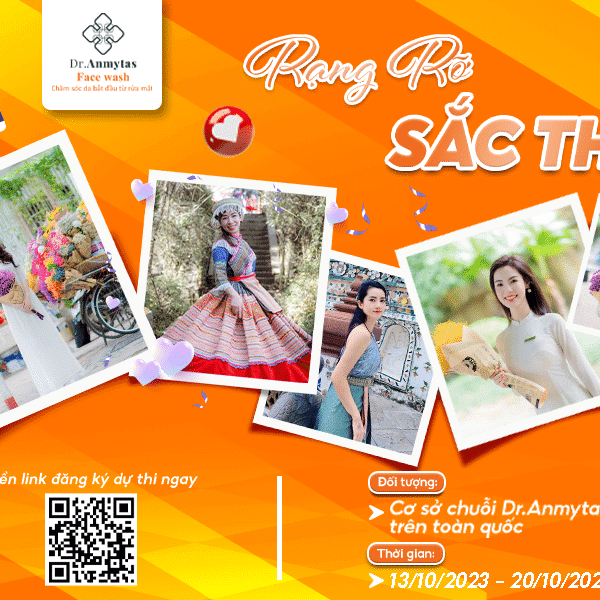 Dr.Anmytas
Face wash
Chăm sóc da bắt đầu từ rửa mặt
Rạng Rỡ
SẮC TH
ền link đăng ký dự thi ngay
Đối tượng:
Cơ sở chuỗi Dr.Anmyta
trên toàn quốc
Thời gian:
13/10/2023 – 20/10/202